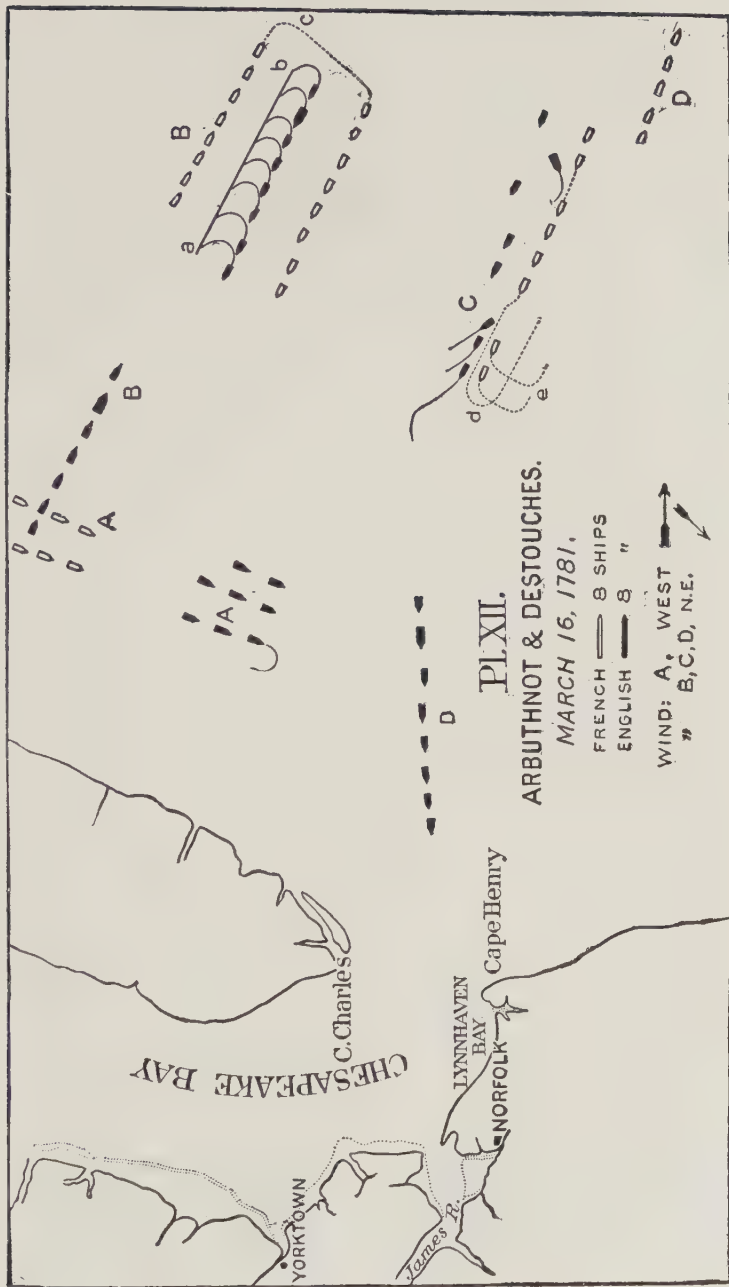 Pl. XII.
ARBUTHNOT & DESTOUCHES.
MARCH 16, 1781.
FRENCH 8 SHIPS
ENGLISH 8 "
WIND: A, WEST
" B, C, D, N.E.
CHESAPEAKE BAY
C. Charles
YORKTOWN
James R.
LYNNHAVEN
BAY
NORFOLK
Cape Henry
A
A
B
B
a
b
c
C
d
e
D
D